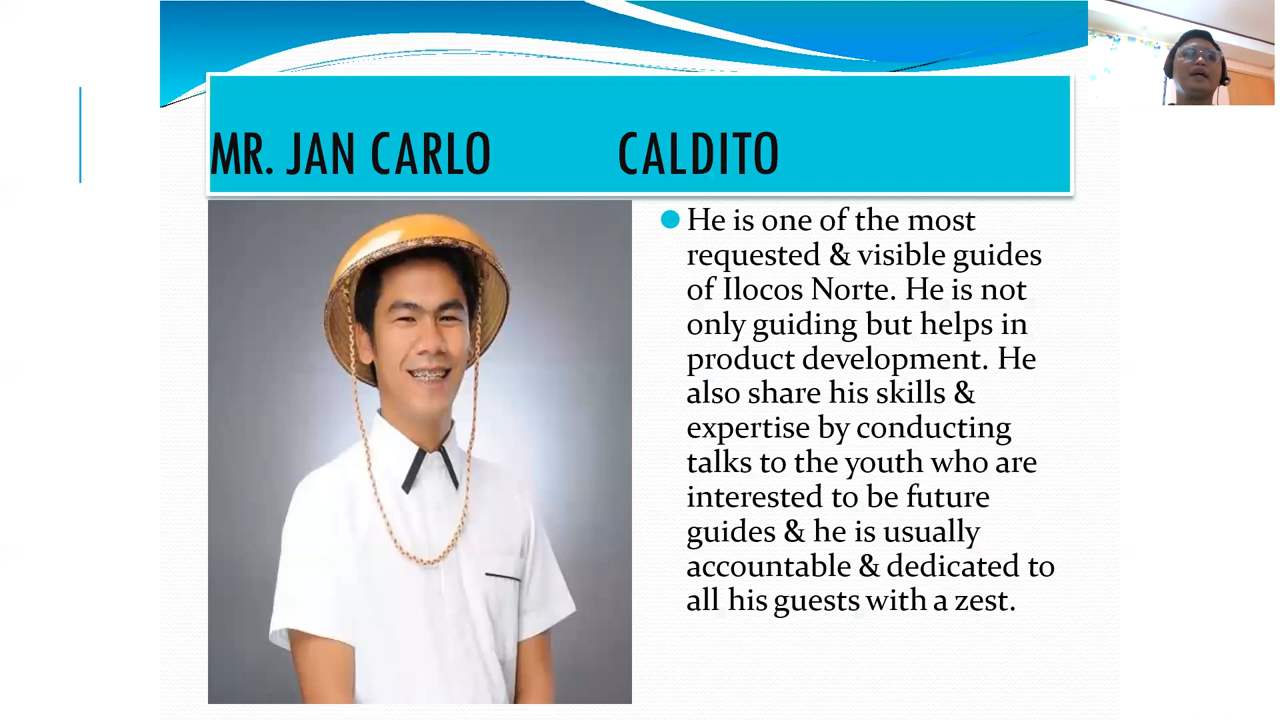 MR. JAN CARLO CALDITO
He is one of the most
requested & visible guides
of Ilocos Norte. He is not
only guiding but helps in
product development. He
also share his skills &
expertise by conducting
talks to the youth who are
interested to be future
guides & he is usually
accountable & dedicated to
all his guests with a zest.